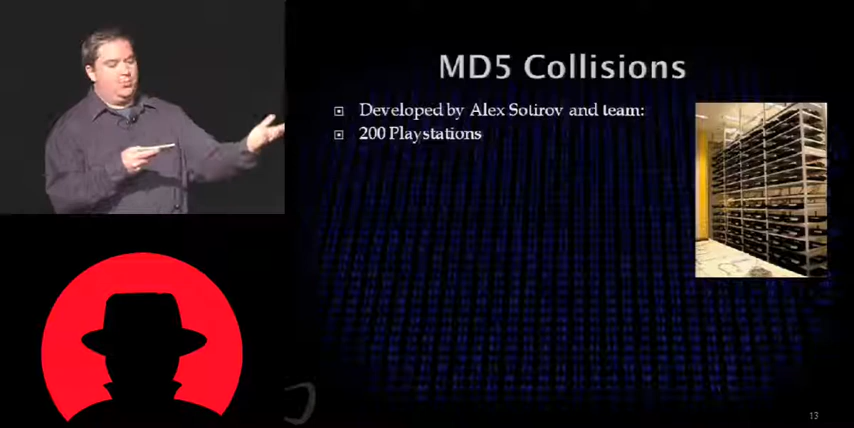 MD5 Collisions
Developed by Alex Sotirov and team:
200 Playstations
13